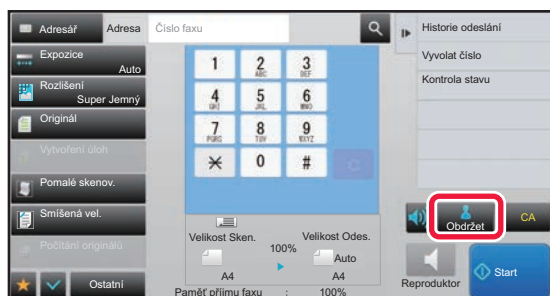 Adresář
Adresa
Číslo faxu
Expozice
Auto
Rozlišení
Super Jemný
Originál
Vytvoření úloh
Pomalé skenov.
Smíšená vel.
Počítání originálů
Ostatní
1
2
ABC
3
DEF
4
GHI
5
JKL
6
MNO
7
PQRS
8
TUV
9
WXYZ
0
#
C
Velikost Sken.
100%
Velikost Odes.
Auto
A4
A4
Paměť příjmu faxu : 100%
Historie odeslání
Vyvolat číslo
Kontrola stavu
Obdržet
CA
Reproduktor
Start